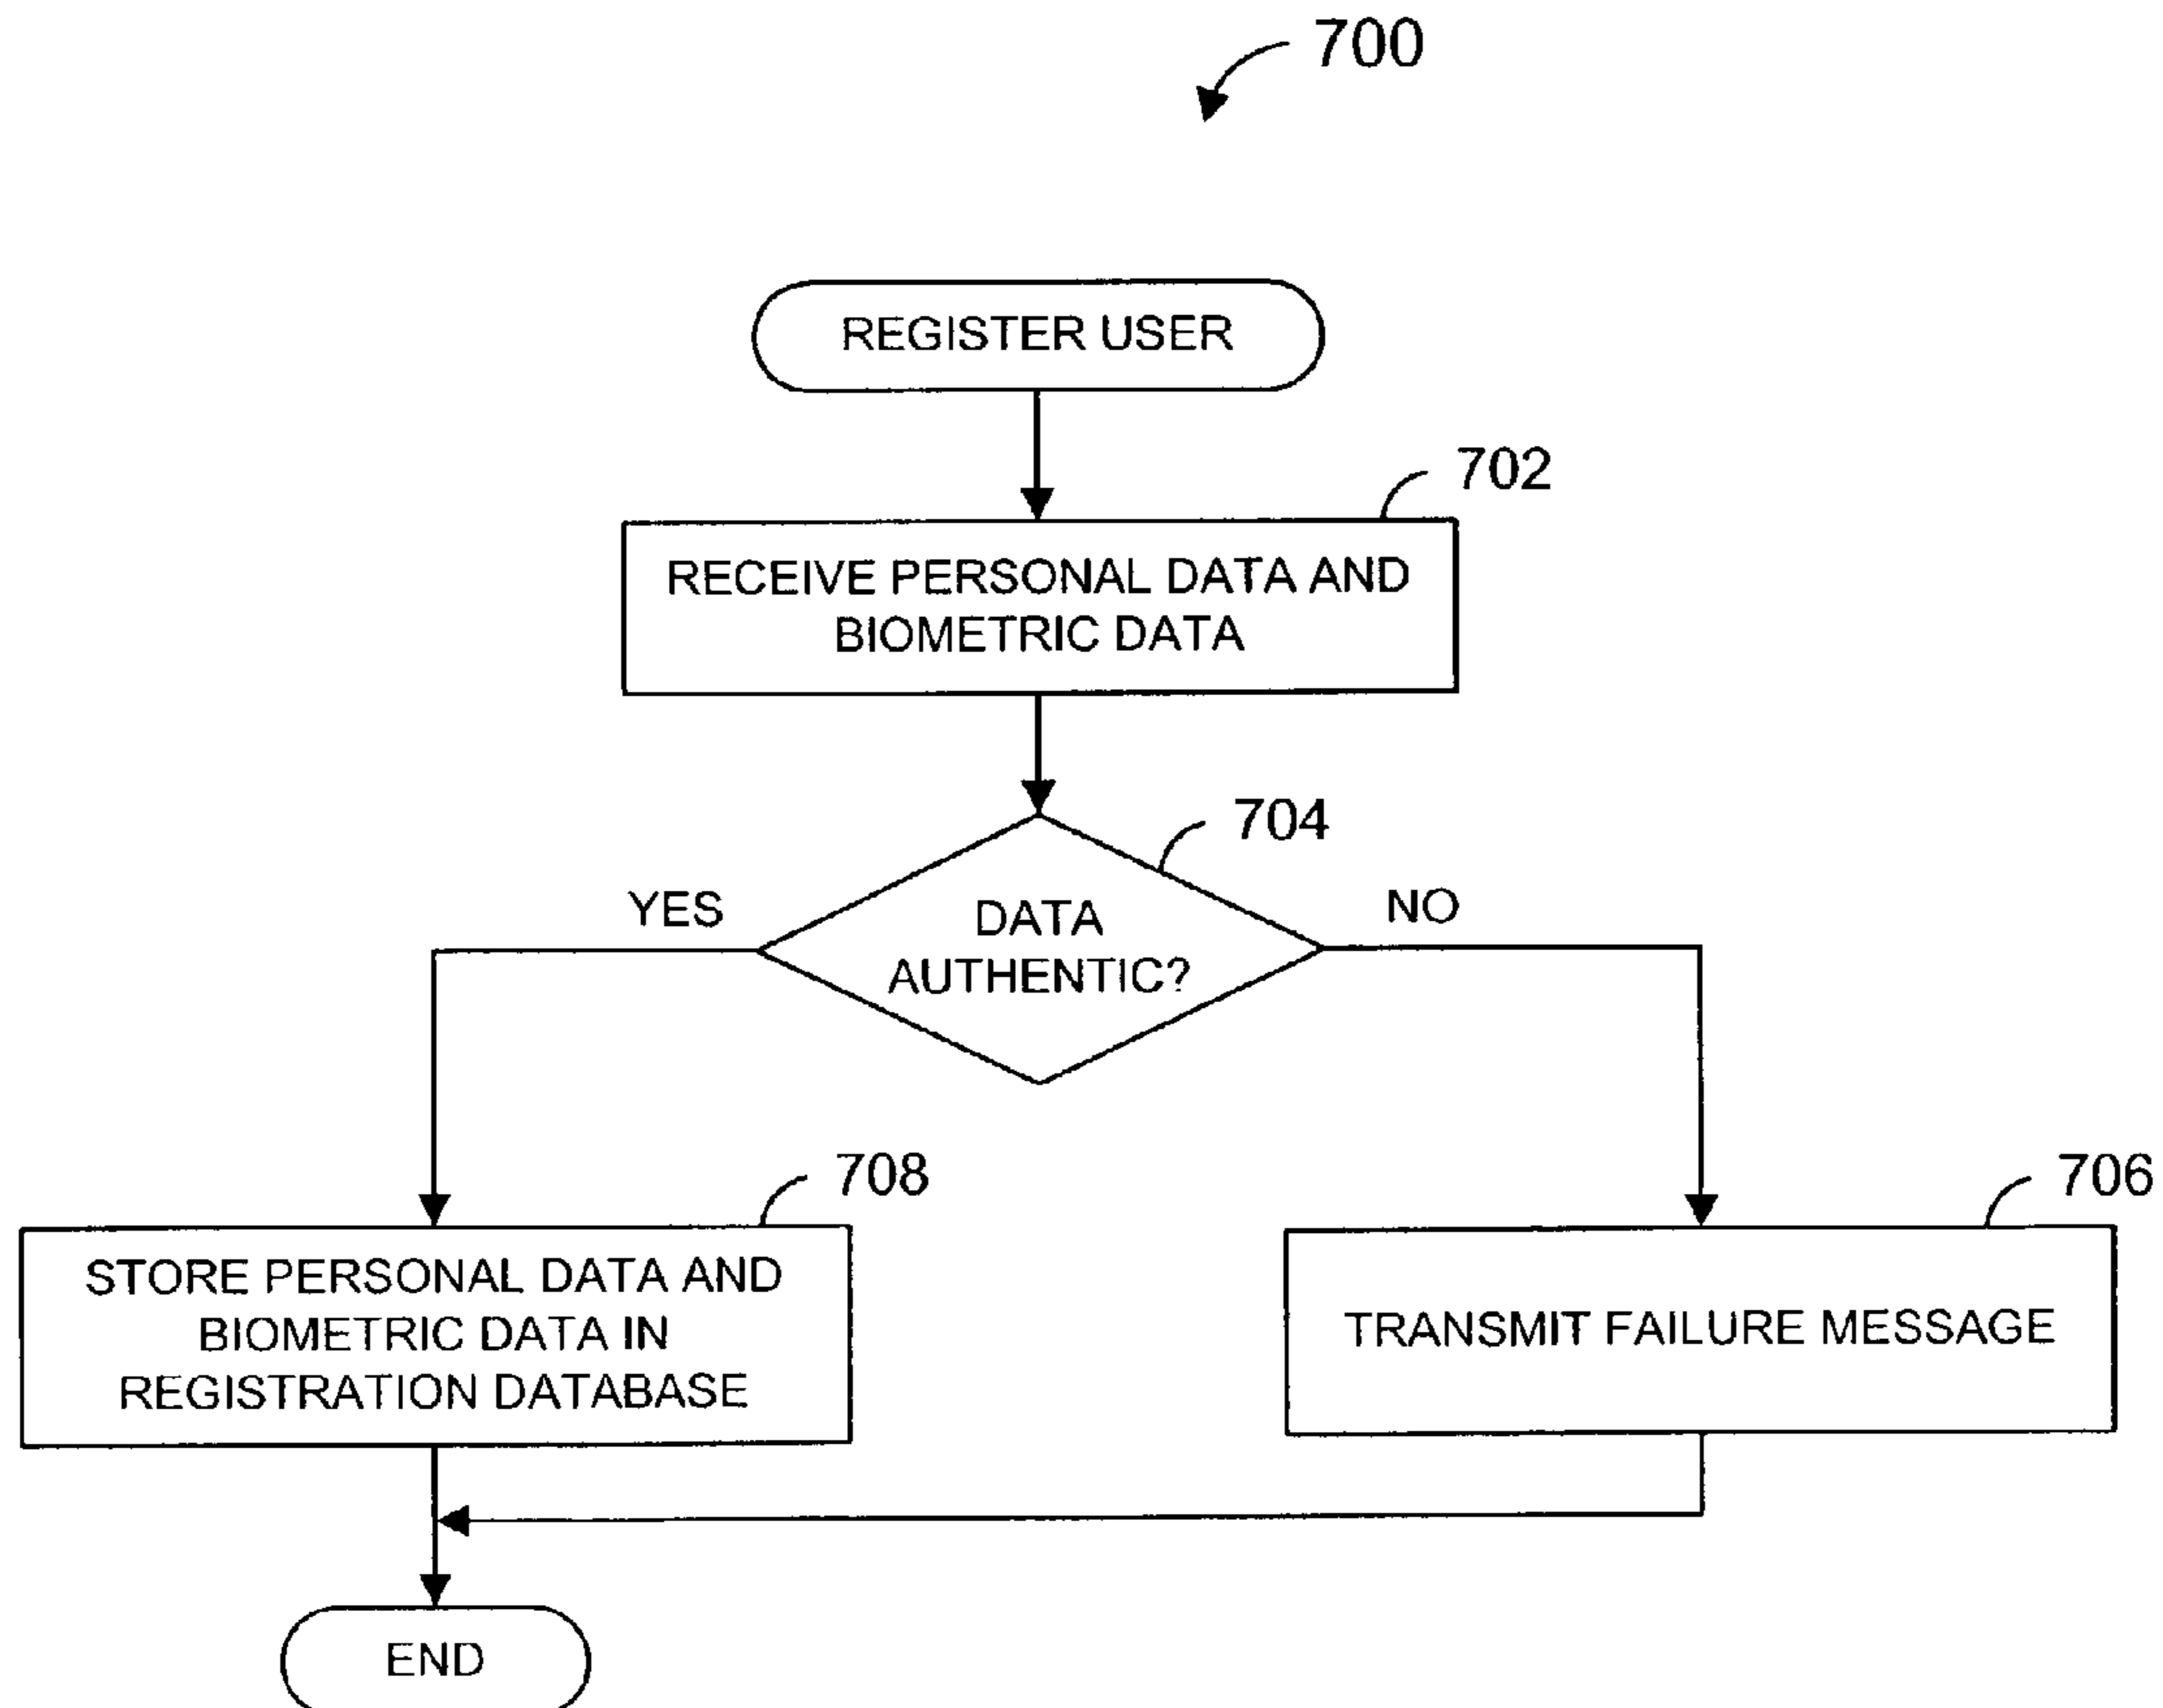 700
REGISTER USER
702
RECEIVE PERSONAL DATA AND
BIOMETRIC DATA
704
YES
DATA
AUTHENTIC?
NO
708
STORE PERSONAL DATA AND
BIOMETRIC DATA IN
REGISTRATION DATABASE
706
TRANSMIT FAILURE MESSAGE
END